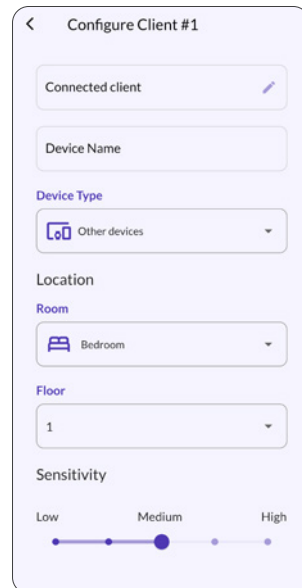 Configure Client #1
Connected client
Device Name
Device Type
Other devices
Location
Room
Bedroom
Floor
1
Sensitivity
Low Medium High